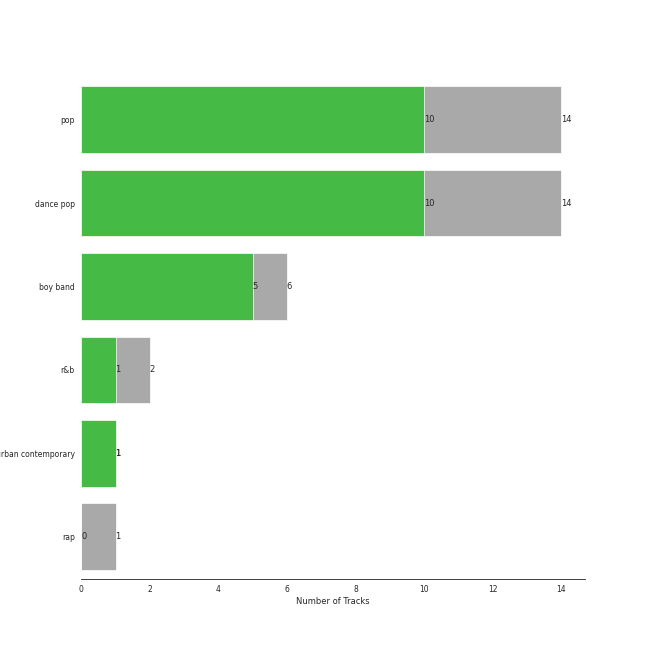 pop 10 14
dance pop 10 14
boy band 5 6
r&b 1 2
rban contemporary 1
rap 0 1
0 2 4 6 8 10 12 14
Number of Tracks